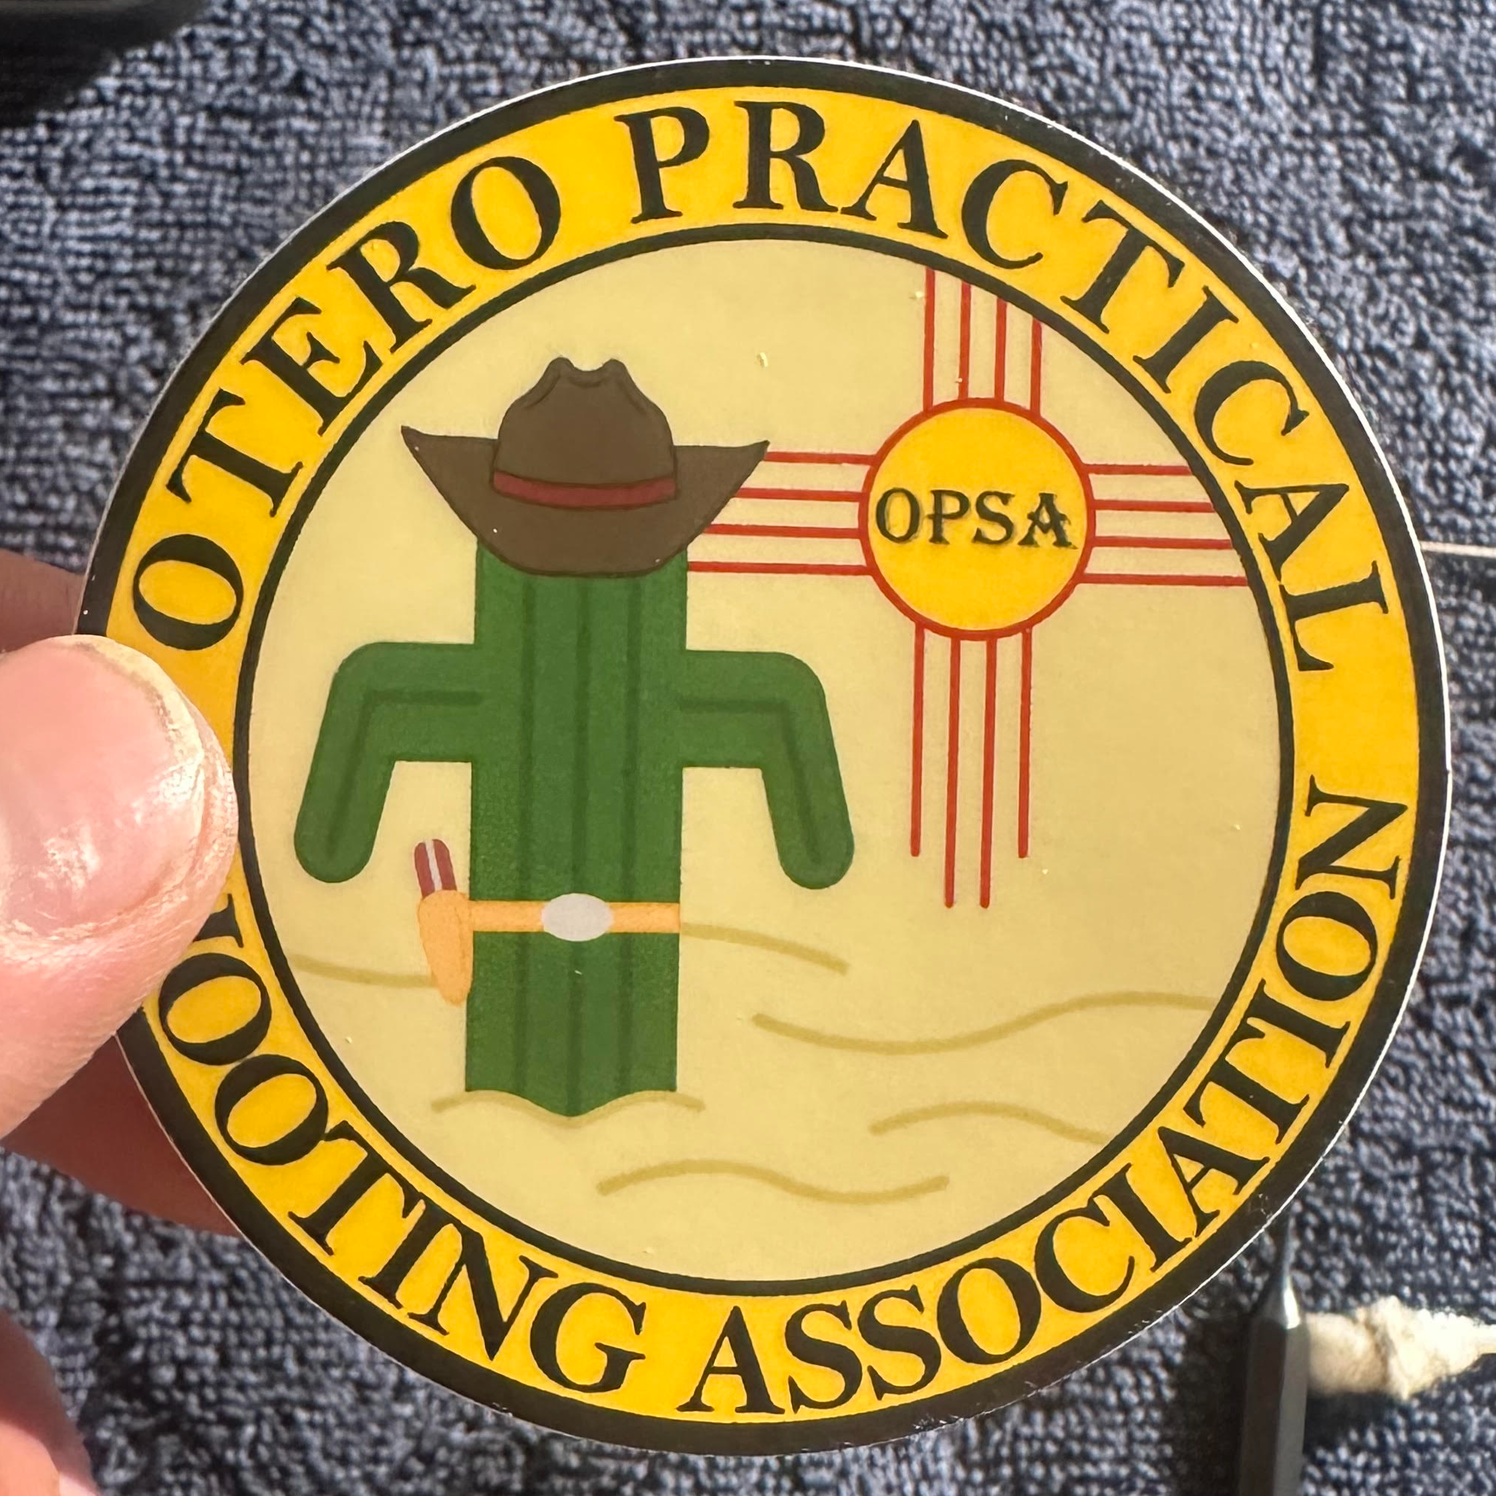 OTERO PRACTICAL
OOTING ASSOCIATION
OPSA